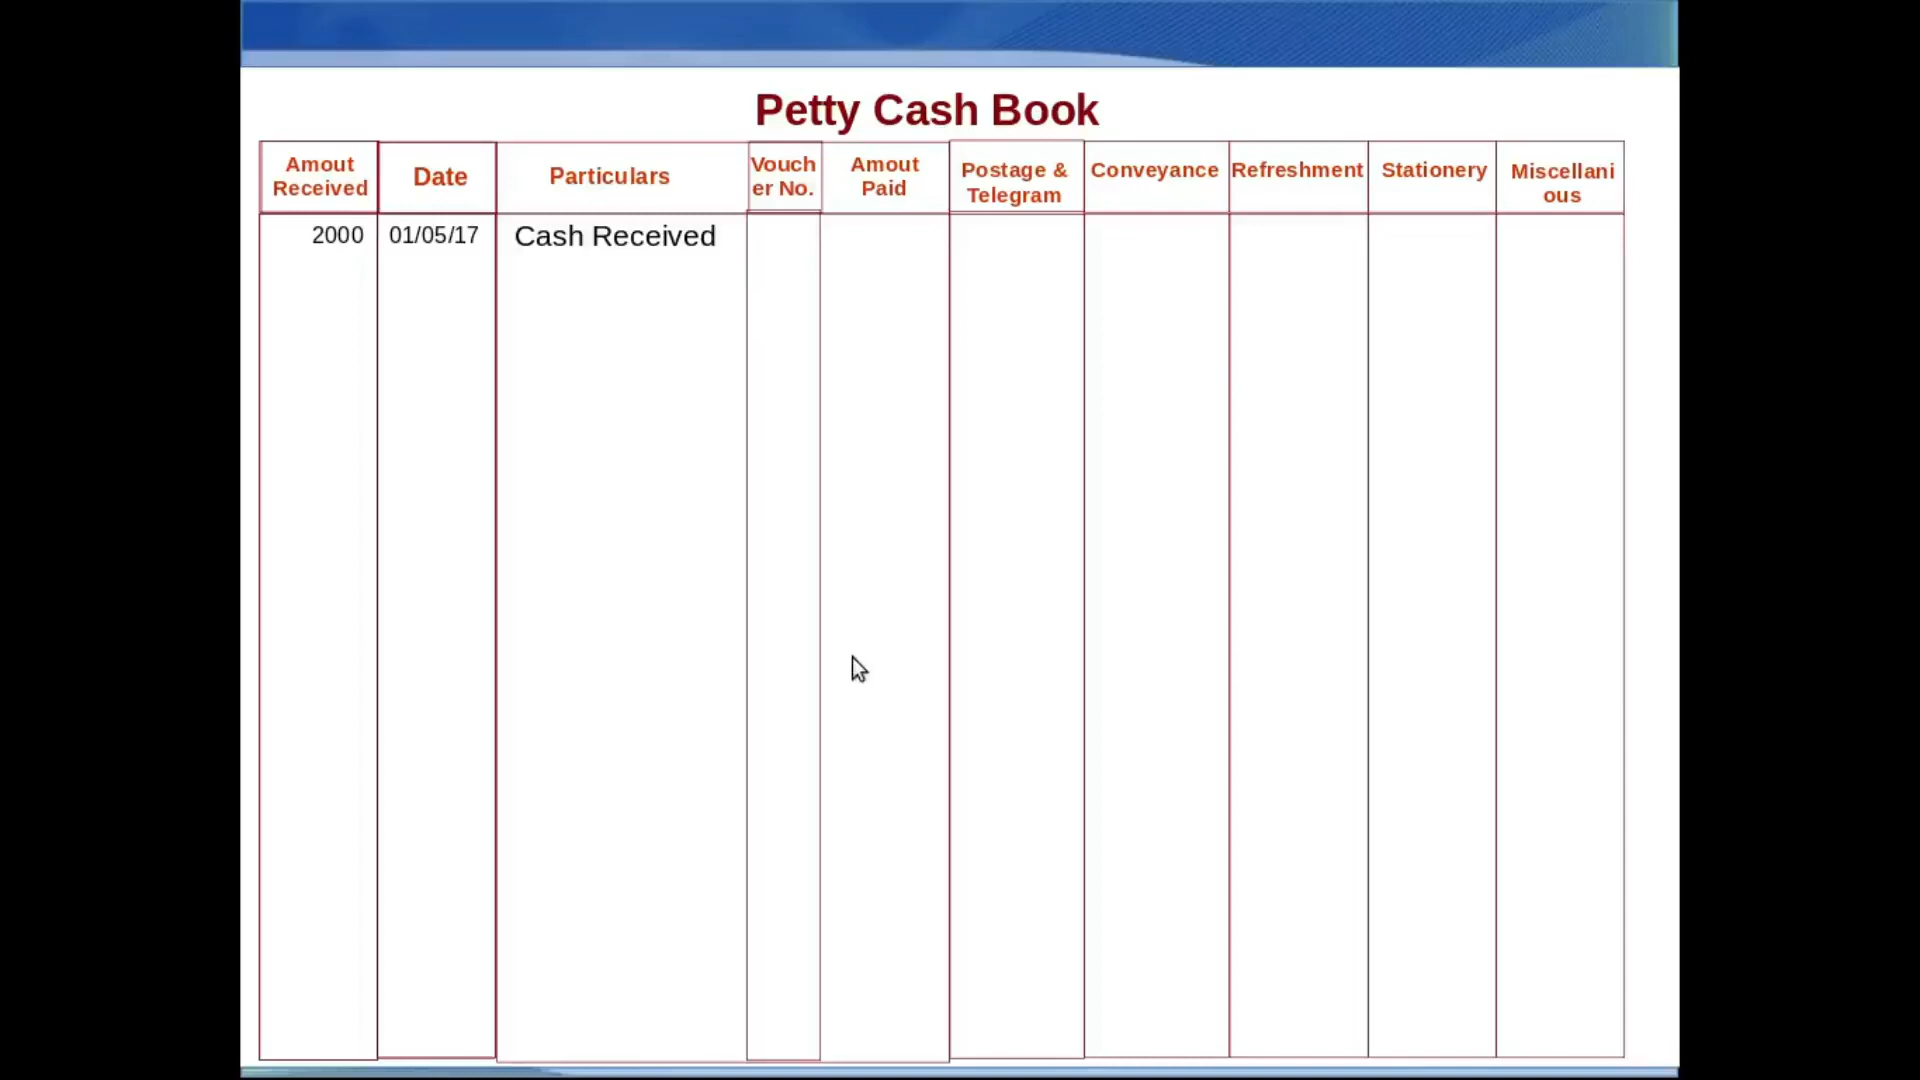 Petty Cash Book
Amout
Received
Date
Particulars
Vouch
er No.
Amout
Paid
Postage &
Telegram
Conveyance
Refreshment
Stationery
Miscellani
ous
2000
01/05/17
Cash Received